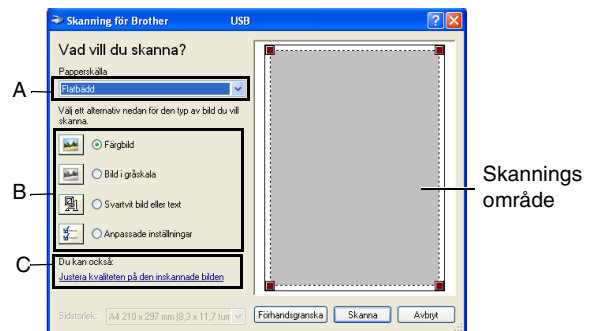 Skanning för Brother USB
Vad vill du skanna?
Papperskälla
A
Flatbädd
Välj ett alternativ nedan för den typ av bild du vill
skanna.
Färgbild
Bild i gråskala
B
Svartvit bild eller text
Anpassade inställningar
C
Du kan också:
Justera kvaliteten på den inskannade bilden
Sidstorlek: A4 210 x 297 mm (8,3 x 11,7 tum
Förhandsgranska Skanna Avbryt
Skannings
område